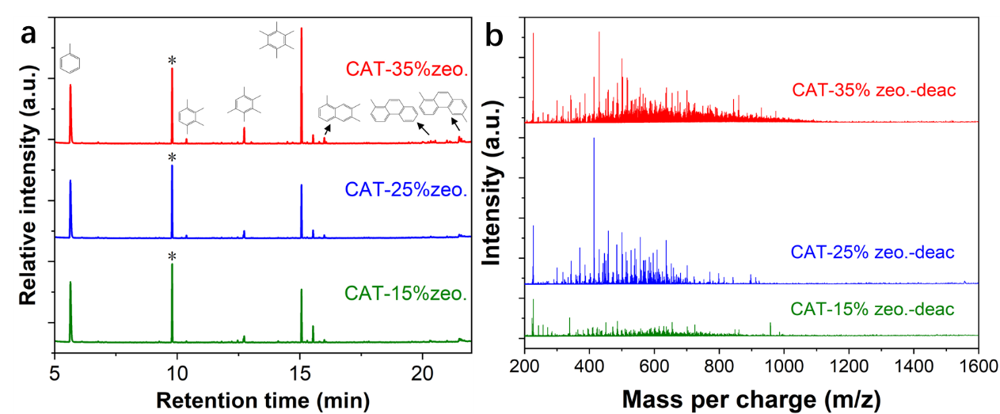 a
Relative intensity (a.u.)
*
CAT-35%zeo.
*
CAT-25%zeo.
*
CAT-15%zeo.
5 10 15 20
Retention time (min)
b
Intensity (a.u.)
CAT-35% zeo.-deac
CAT-25% zeo.-deac
CAT-15% zeo.-deac
200 400 600 800 1000 1200 1400 1600
Mass per charge (m/z)